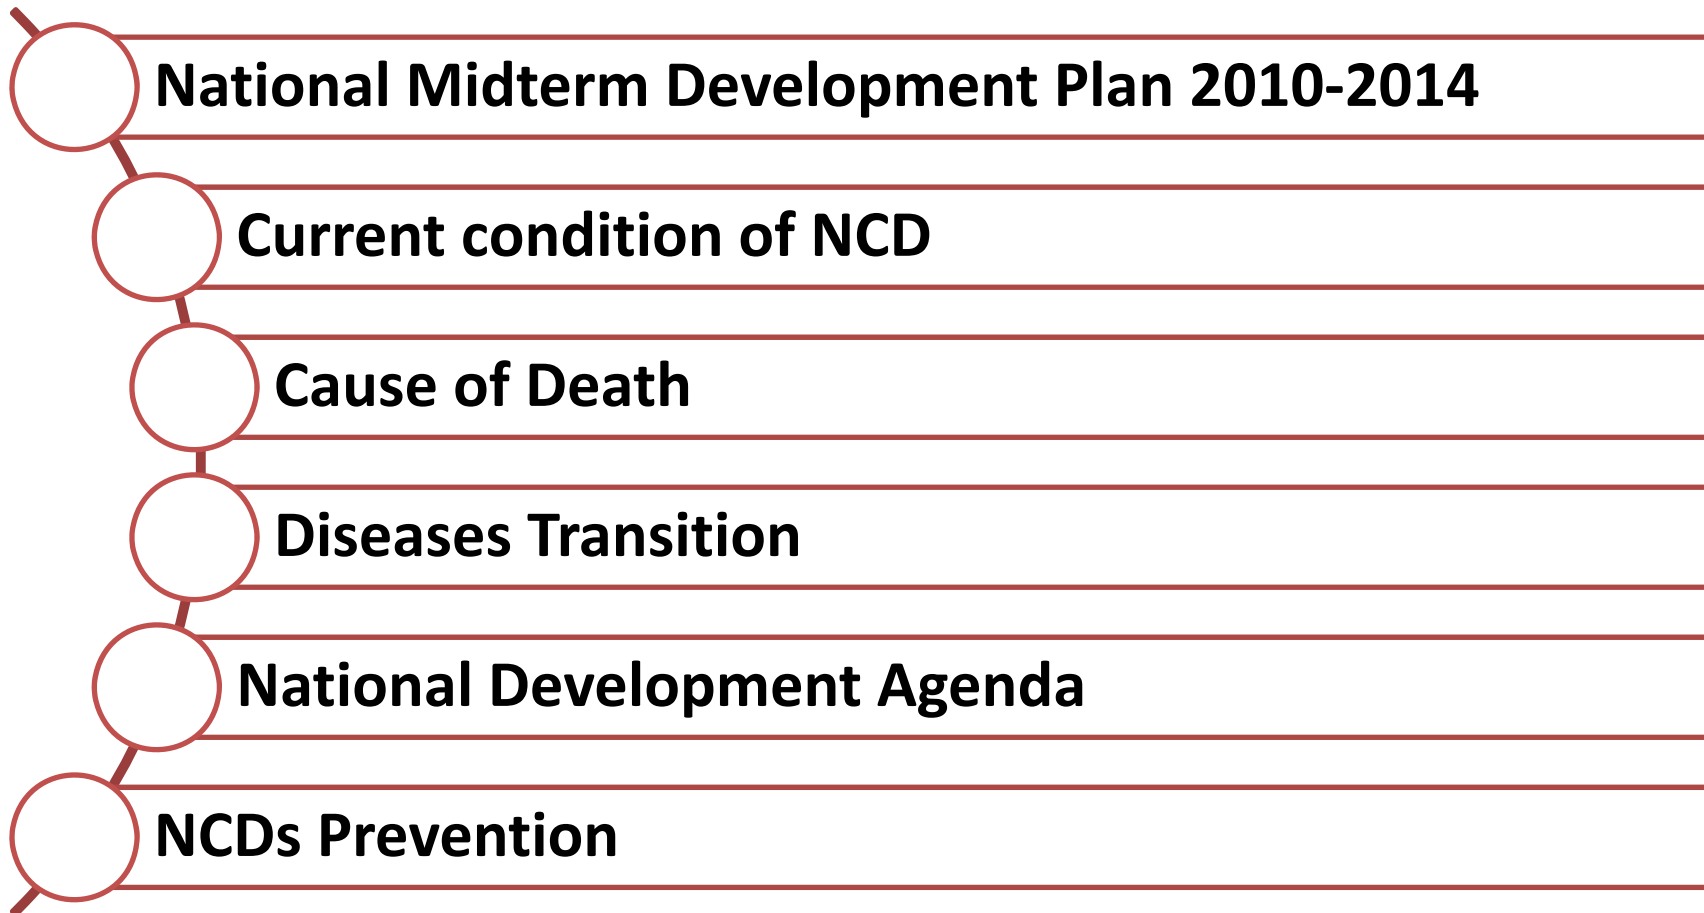 National Midterm Development Plan 2010-2014
Current condition of NCD
Cause of Death
Diseases Transition
National Development Agenda
NCDs Prevention